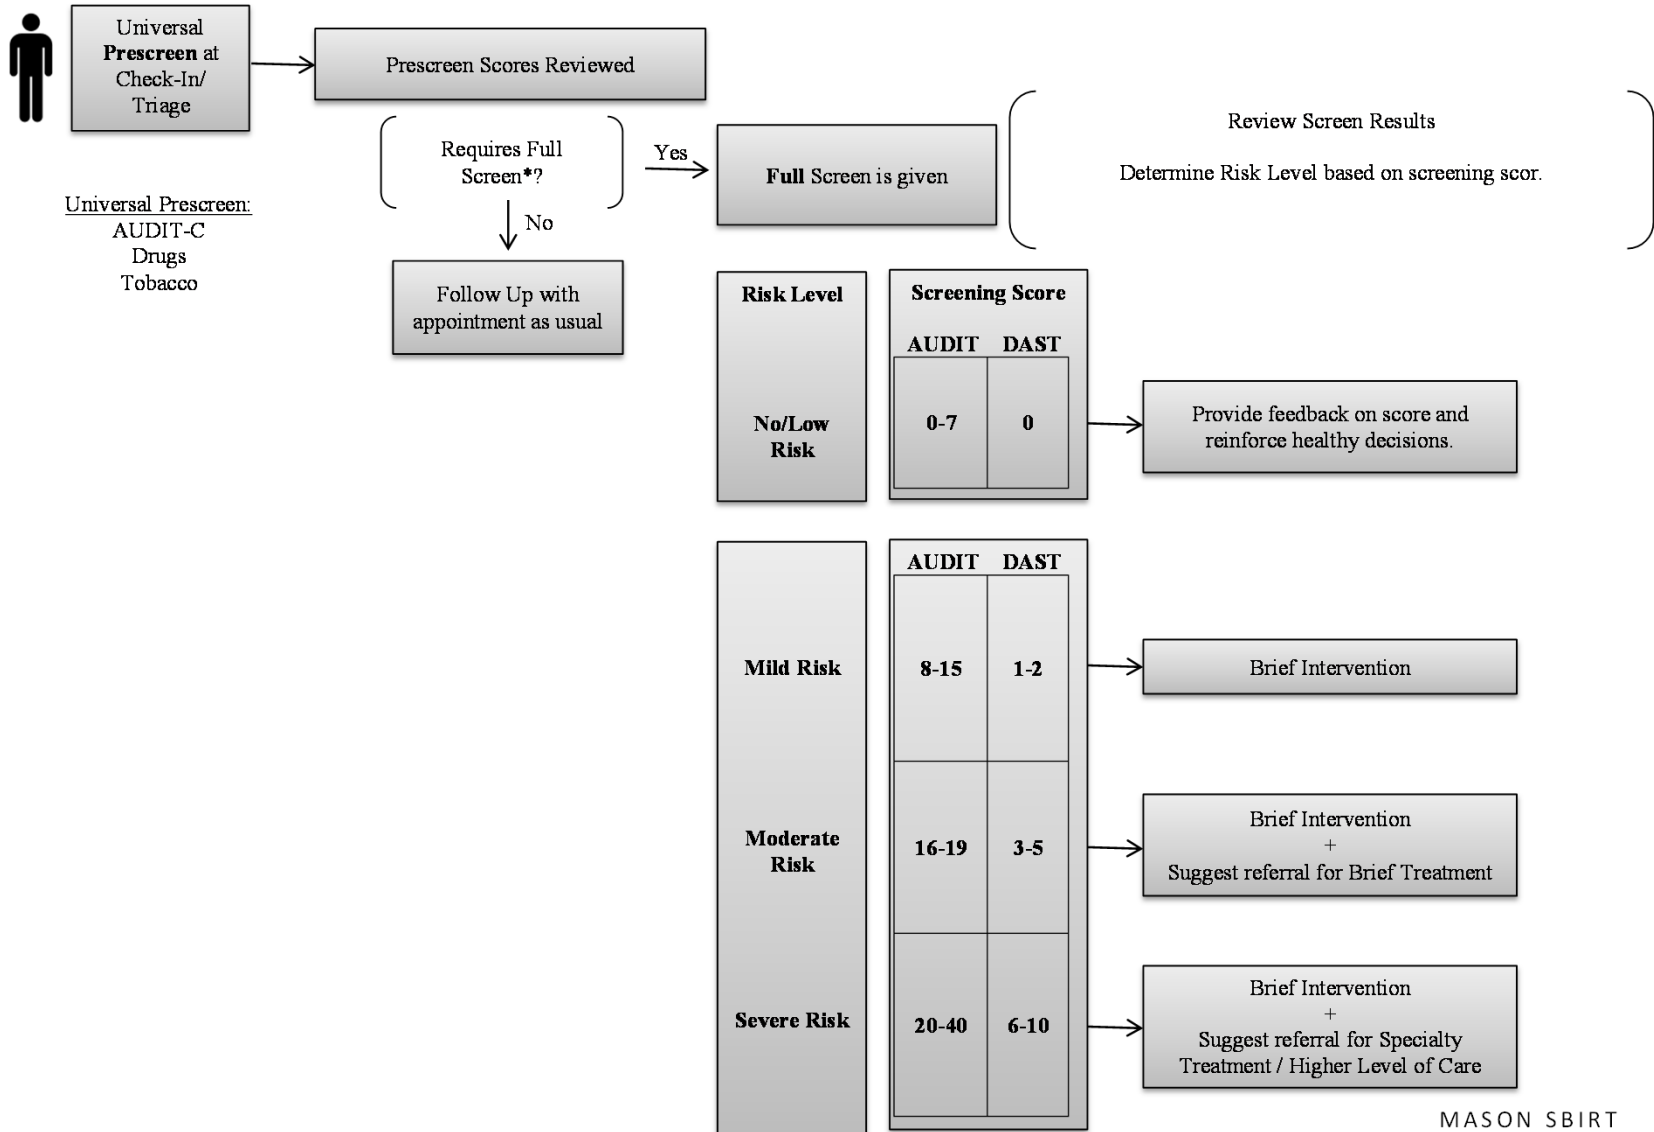 Universal
Prescreen at
Check-In/
Triage
Prescreen Scores Reviewed
Requires Full
Screen*?
Yes
No
Full Screen is given
Review Screen Results
Determine Risk Level based on screening scor.
Universal Prescreen:
AUDIT-C
Drugs
Tobacco
Follow Up with
appointment as usual
Risk Level
Screening Score
AUDIT DAST
No/Low
Risk
0-7 0
Provide feedback on score and
reinforce healthy decisions.
AUDIT DAST
Mild Risk
8-15 1-2
Brief Intervention
Moderate
Risk
16-19 3-5
Brief Intervention
+
Suggest referral for Brief Treatment
Severe Risk
20-40 6-10
Brief Intervention
+
Suggest referral for Specialty
Treatment / Higher Level of Care
MASON SBIRT